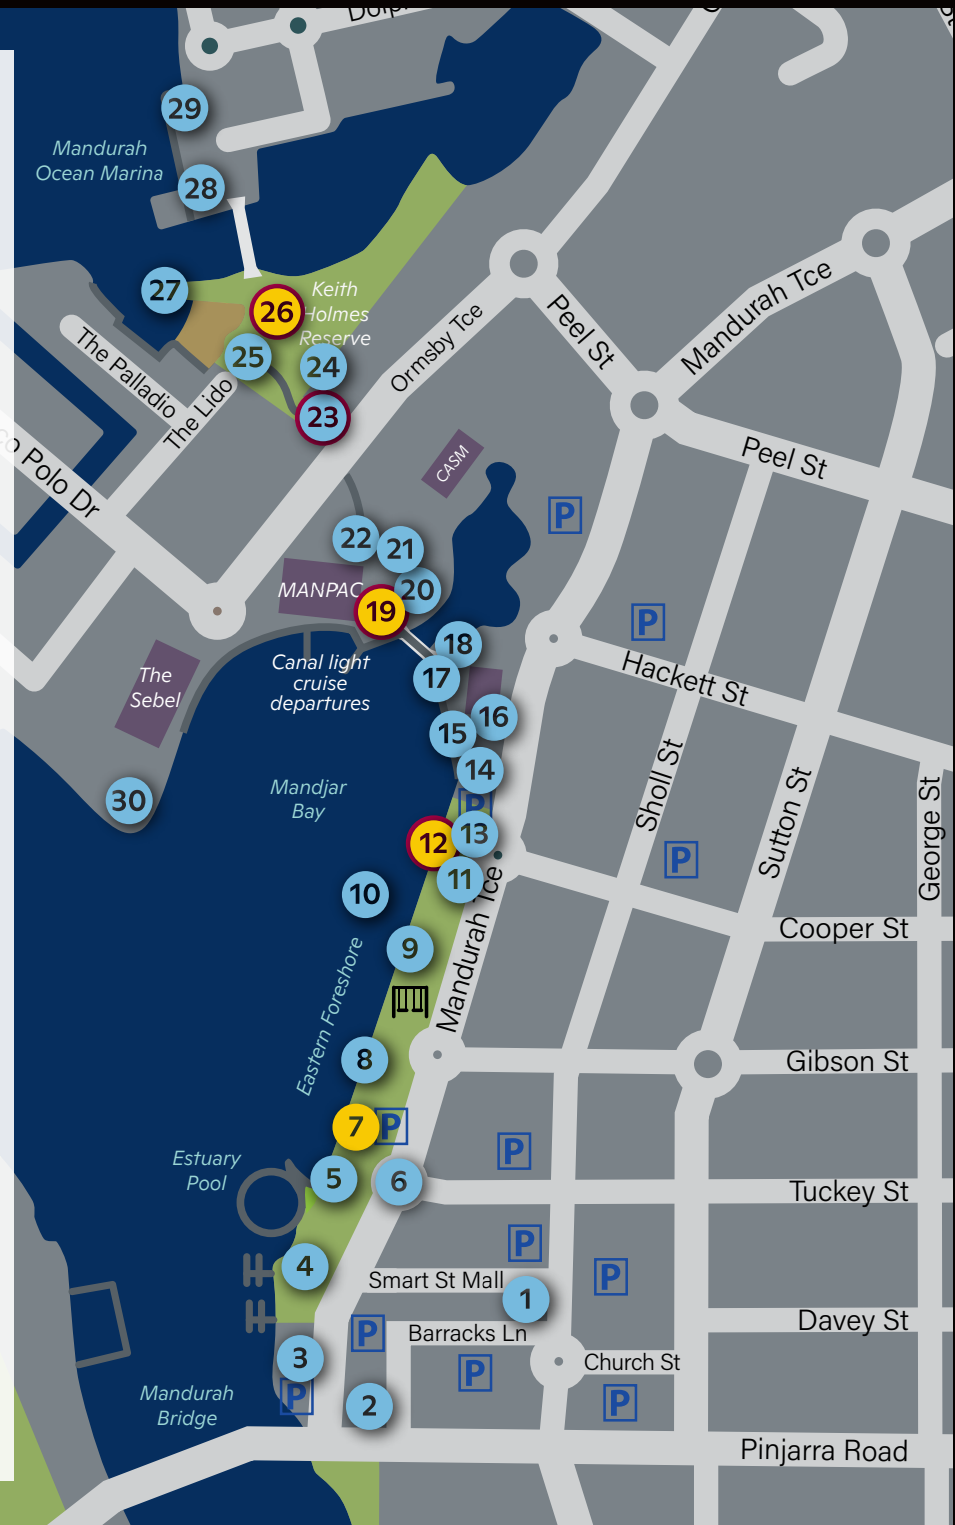 29
Mandurah
Ocean Marina
28
27
26
Keith
Holmes
Reserve
25
24
23
The Palladio
The Lido
Ormsby Tce
Peel St
Mandurah Tce
Peel St
Polo Dr
CASM
P
22
21
20
MANPAC
19
18
17
Canal light
cruise
departures
The
Sebel
P
Hackett St
16
15
14
30
Mandjar
Bay
P
13
12
11
10
9
Sholl St
P
Sutton St
George St
Cooper St
Mandurah Tce
Eastern Foreshore
8
Gibson St
7
P
P
Estuary
Pool
5
6
Tuckey St
4
P
P
Smart St Mall
1
Davey St
P
Barracks Ln
Church St
3
P
P
2
P
Mandurah
Bridge
Pinjarra Road